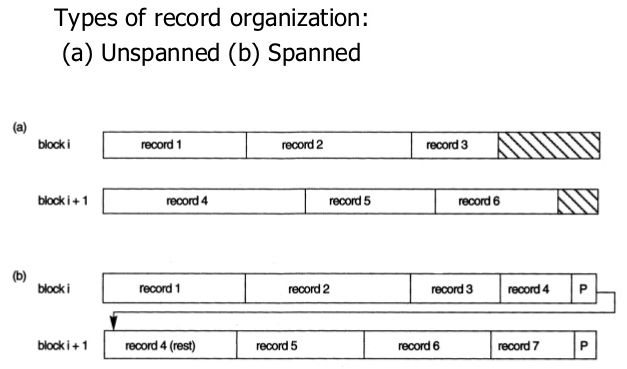 Types of record organization:
(a) Unspanned (b) Spanned
(a)
block i record 1 record 2 record 3
block i + 1 record 4 record 5 record 6
(b)
block i record 1 record 2 record 3 record 4 P
block i + 1 record 4 (rest) record 5 record 6 record 7 P